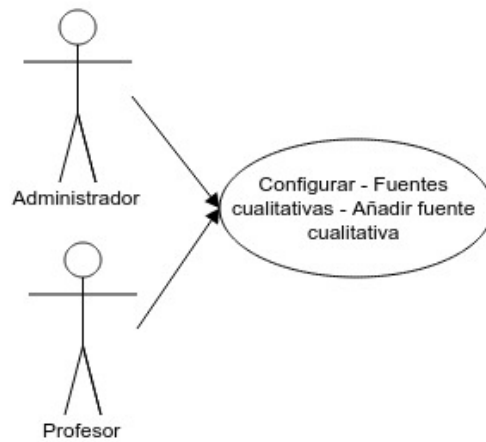 Administrador
Configurar - Fuentes
cualitativas - Añadir fuente
cualitativa
Profesor